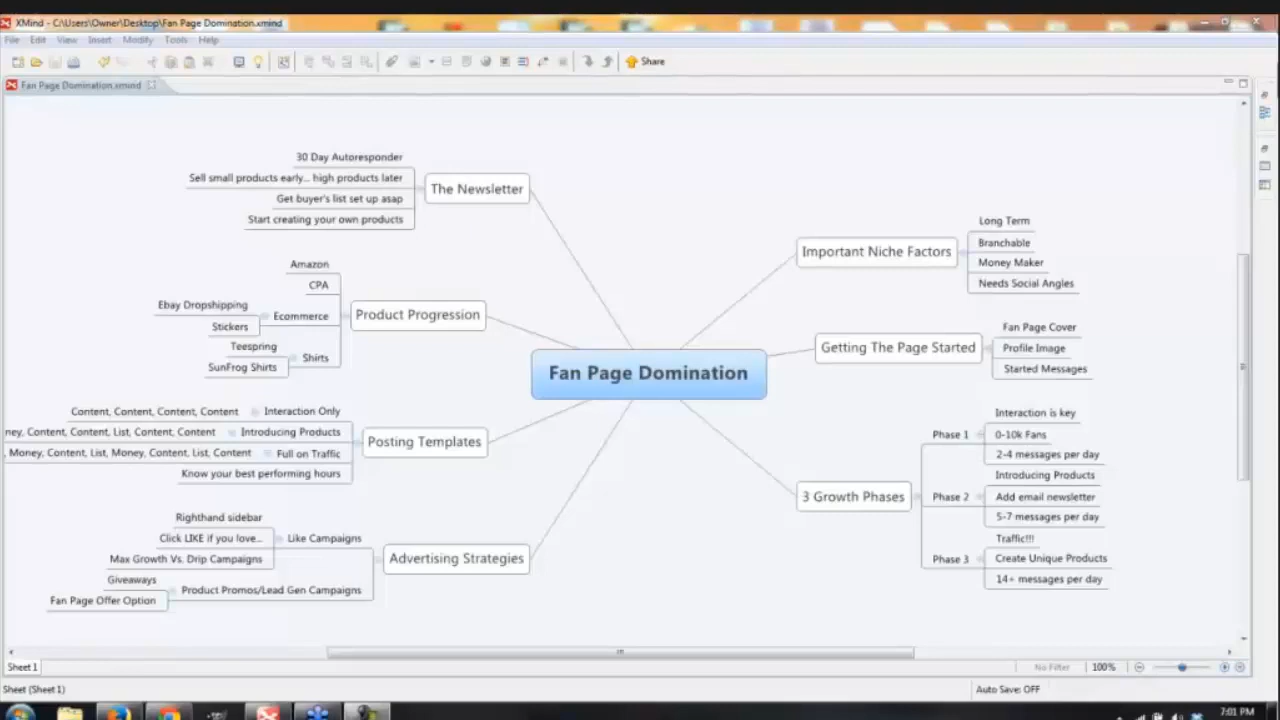 XMind - C:\Users\Owner\Desktop\Fan Page Domination.xmind
File Edit View Insert Modify Tools Help
Share
Fan Page Domination.xmind
30 Day Autoresponder
Sell small products early... high products later
Get buyer's list set up asap
Start creating your own products
The Newsletter
Amazon
CPA
Ebay Dropshipping
Stickers
Ecommerce
Teespring
SunFrog Shirts
Shirts
Product Progression
Content, Content, Content, Content
Interaction Only
ney, Content, Content, List, Content, Content
Introducing Products
, Money, Content, List, Money, Content, List, Content
Full on Traffic
Know your best performing hours
Posting Templates
Righthand sidebar
Click LIKE if you love...
Max Growth Vs. Drip Campaigns
Like Campaigns
Giveaways
Fan Page Offer Option
Product Promos/Lead Gen Campaigns
Advertising Strategies
Fan Page Domination
Important Niche Factors
Long Term
Branchable
Money Maker
Needs Social Angles
Getting The Page Started
Fan Page Cover
Profile Image
Started Messages
3 Growth Phases
Phase 1
Interaction is key
0-10k Fans
2-4 messages per day
Phase 2
Introducing Products
Add email newsletter
5-7 messages per day
Phase 3
Traffic!!!
Create Unique Products
14+ messages per day
Sheet 1
No Filter
100%
Sheet (Sheet 1)
Auto Save: OFF
7:01 PM